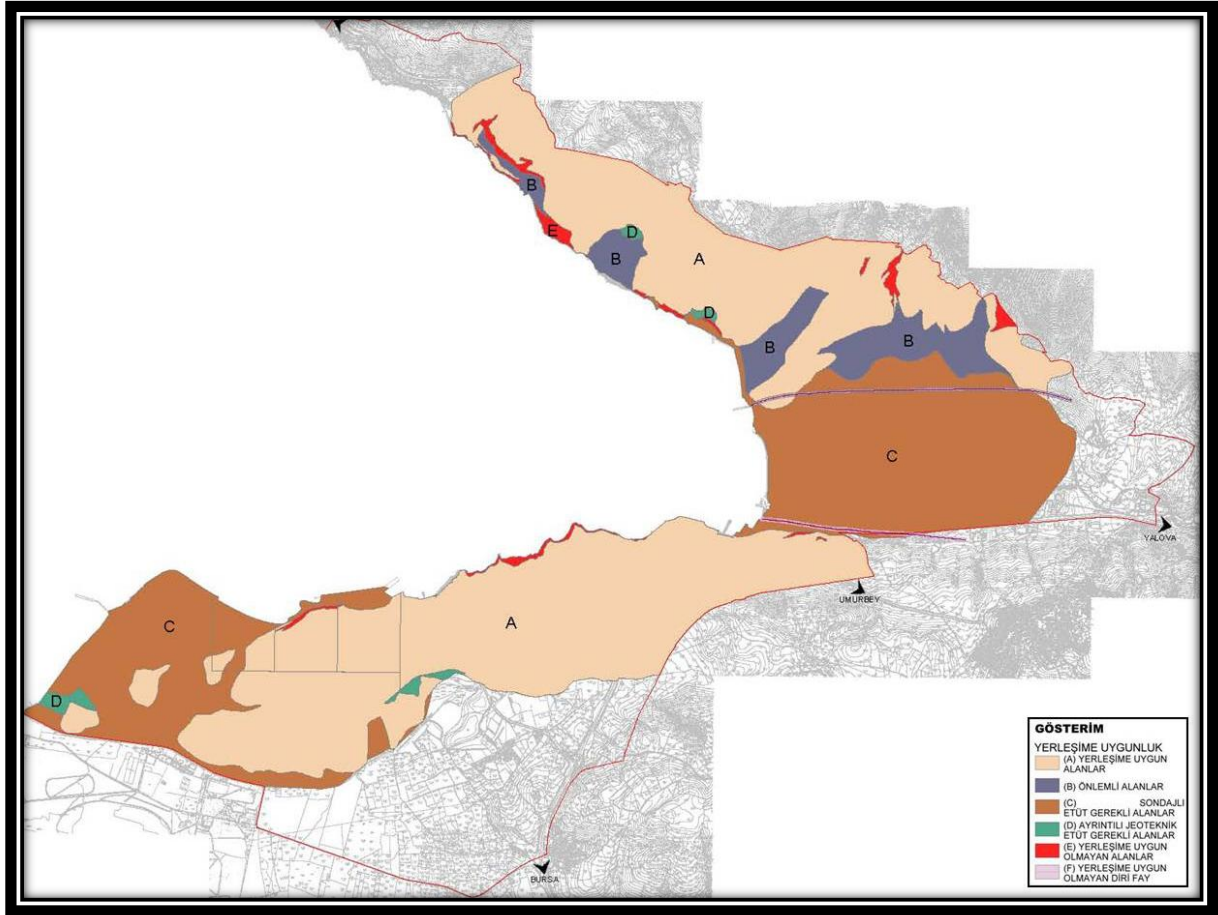 B
E
D
B
A
D
B
B
C
YALOVA
UMURBEY
A
C
D
BURSA
GÖSTERİM
YERLEŞİME UYGUNLUK
(A) YERLEŞİME UYGUN
ALANLAR
(B) ÖNLEMLİ ALANLAR
(C) SONDAJLI
ETÜT GEREKLİ ALANLAR
(D) AYRINTILI JEOTEKNİK
ETÜT GEREKLİ ALANLAR
(E) YERLEŞİME UYGUN
OLMAYAN ALANLAR
(F) YERLEŞİME UYGUN
OLMAYAN DİRİ FAY